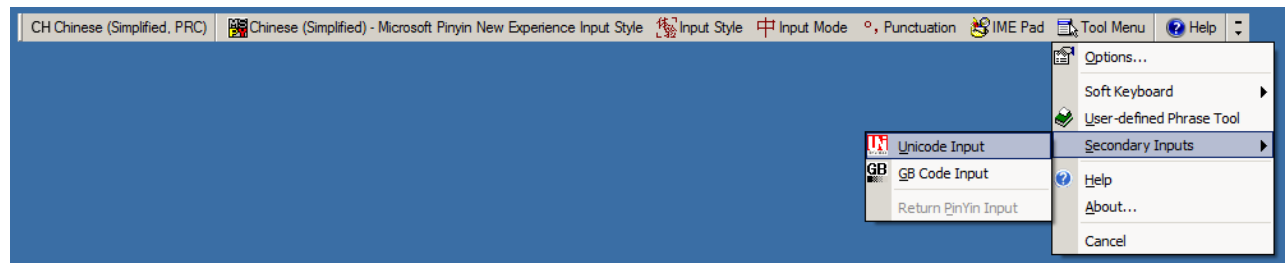 CH Chinese (Simplified, PRC) Chinese (Simplified) - Microsoft Pinyin New Experience Input Style 体验 Input Style 中 Input Mode °, Punctuation IME Pad Tool Menu Help
Options...
Soft Keyboard
User-defined Phrase Tool
Secondary Inputs
Help
About...
Cancel
Unicode Input
GB GB Code Input
Return PinYin Input